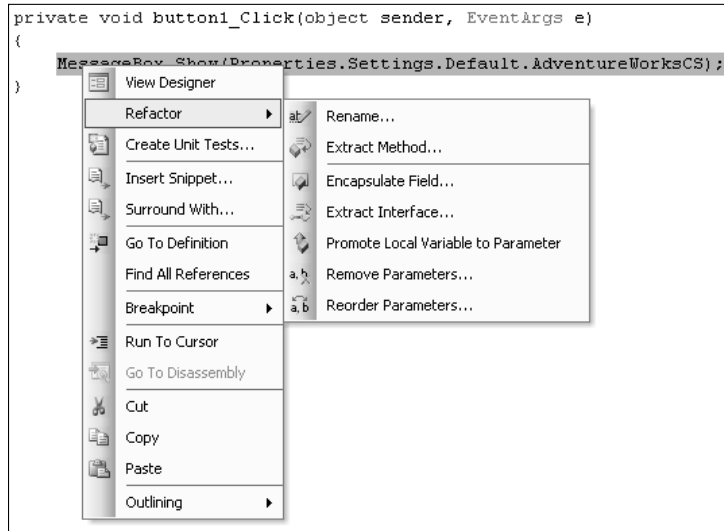 private void button1_Click(object sender, EventArgs e)
{
MessageBox.Show(Properties.Settings.Default.AdventureWorksCS);
}
View Designer
Refactor
Create Unit Tests...
Insert Snippet...
Surround With...
Go To Definition
Find All References
Breakpoint
Run To Cursor
Go To Disassembly
Cut
Copy
Paste
Outlining
Rename...
Extract Method...
Encapsulate Field...
Extract Interface...
Promote Local Variable to Parameter
Remove Parameters...
Reorder Parameters...